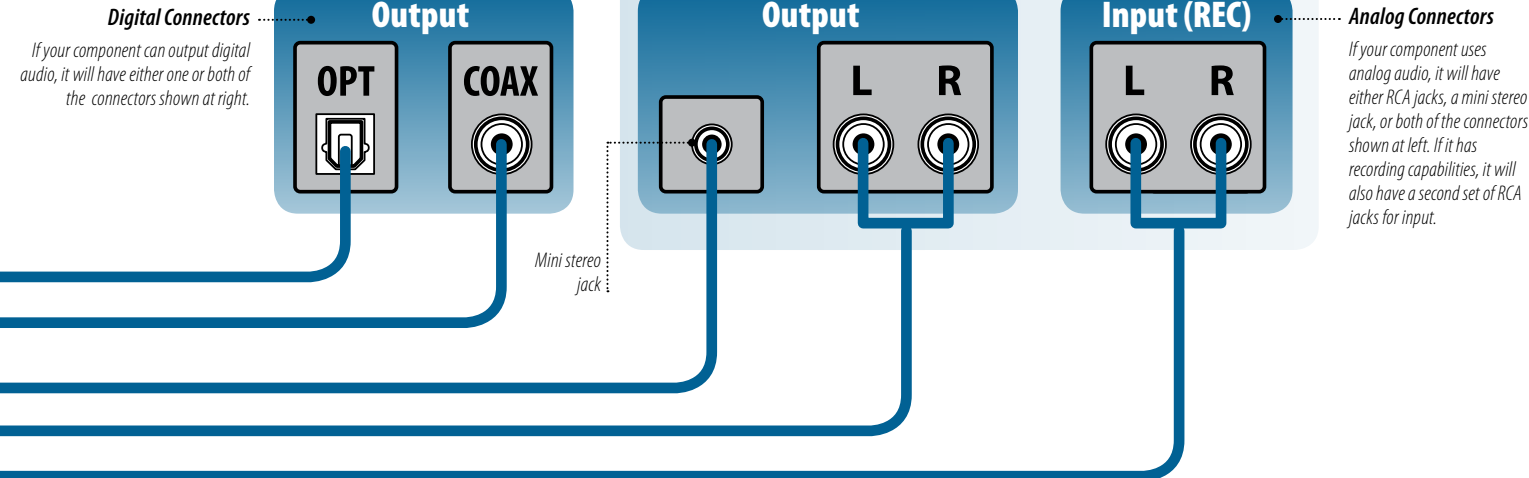 Digital Connectors
If your component can output digital
audio, it will have either one or both of
the connectors shown at right.
Output
OPT
COAX
Output
L R
Mini stereo
jack
Input (REC)
L R
Analog Connectors
If your component uses
analog audio, it will have
either RCA jacks, a mini stereo
jack, or both of the connectors
shown at left. If it has
recording capabilities, it will
also have a second set of RCA
jacks for input.